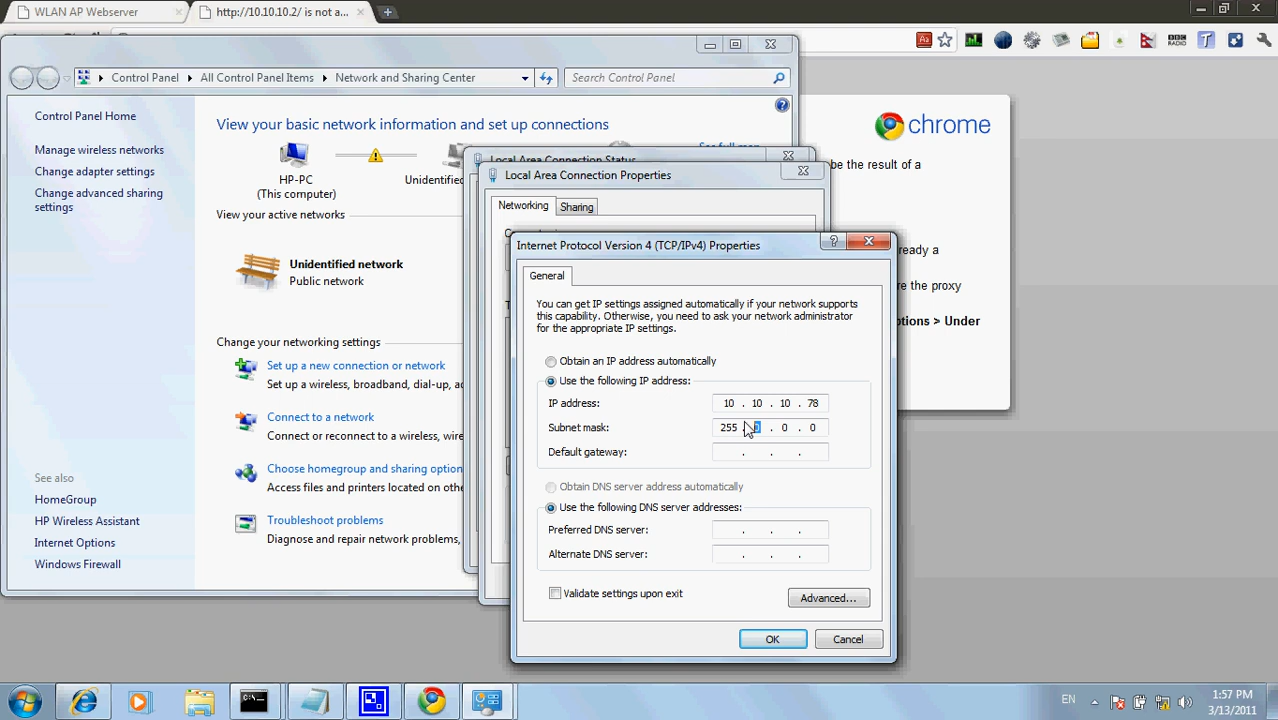 WLAN AP Webserver
http://10.10.10.2/ is not a...
Control Panel
All Control Panel Items
Network and Sharing Center
Search Control Panel
Control Panel Home
Manage wireless networks
Change adapter settings
Change advanced sharing
settings
See also
HomeGroup
HP Wireless Assistant
Internet Options
Windows Firewall
View your basic network information and set up connections
See full map
HP-PC
(This computer)
Unidentified
View your active networks
Unidentified network
Public network
Change your networking settings
Set up a new connection or network
Set up a wireless, broadband, dial-up, ad
Connect to a network
Connect or reconnect to a wireless, wired,
Choose homegroup and sharing option
Access files and printers located on other
Troubleshoot problems
Diagnose and repair network problems,
chrome
be the result of a
ready a
re the proxy
ptions > Under
Local Area Connection Status
Local Area Connection Properties
Networking
Sharing
Internet Protocol Version 4 (TCP/IPv4) Properties
General
You can get IP settings assigned automatically if your network supports
this capability. Otherwise, you need to ask your network administrator
for the appropriate IP settings.
Obtain an IP address automatically
Use the following IP address:
IP address: 10 . 10 . 10 . 78
Subnet mask: 255 . 0 . 0 . 0
Default gateway: . . .
Obtain DNS server address automatically
Use the following DNS server addresses:
Preferred DNS server: . . .
Alternate DNS server: . . .
Validate settings upon exit
Advanced...
OK
Cancel
EN
1:57 PM
3/13/2011